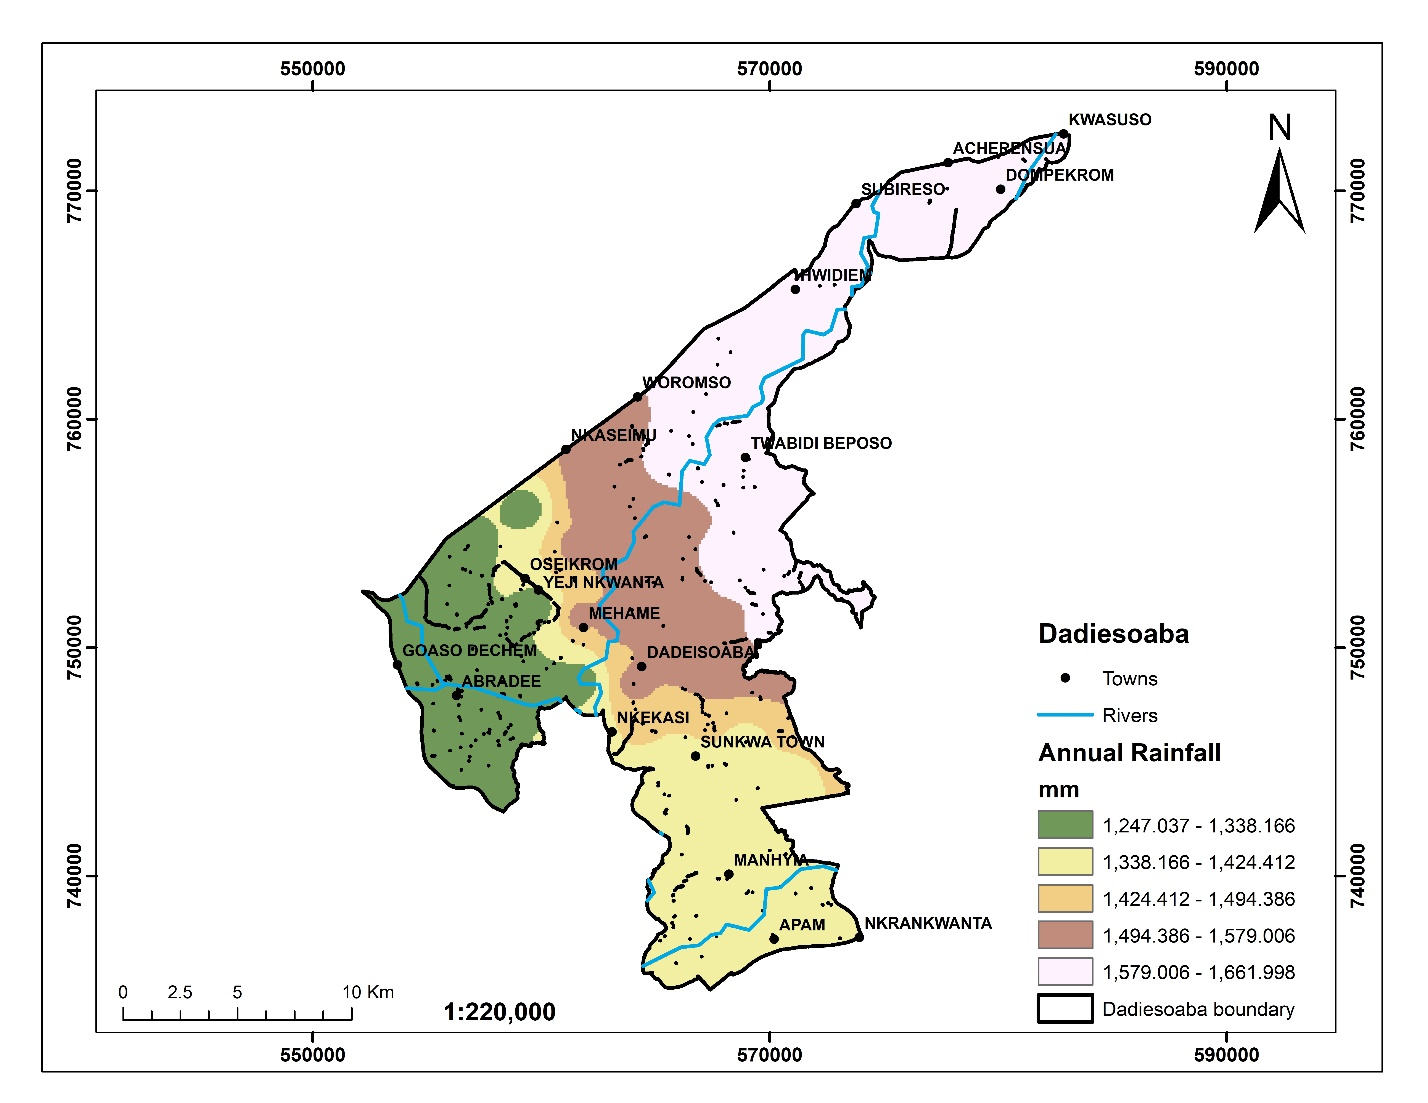 550000 570000 590000
N
KWASUSO
ACHERENSUA
DOMPEKROM
SUBIRESO
770000 770000
HWIDIEM
WOROMSO
760000 760000
NKASEIMU
TWABIDI BEPOSO
OSEIKROM
YEJI NKWANTA
MEHAME
750000 750000
GOASO DECHEM
DADEISOABA
ABRADEE
NKEKASI
SUNKWA TOWN
MANHYIA
740000 740000
APAM
NKRANKWANTA
Dadiesoaba
Towns
Rivers
Annual Rainfall
mm
1,247.037 - 1,338.166
1,338.166 - 1,424.412
1,424.412 - 1,494.386
1,494.386 - 1,579.006
1,579.006 - 1,661.998
Dadiesoaba boundary
0 2.5 5 10 Km
1:220,000
550000 570000 590000